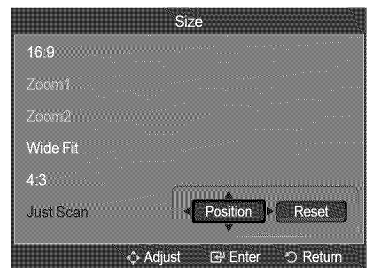 Size
16:9
Zoom1
Zoom2
Wide Fit
4:3
Just Scan Position Reset
Adjust Enter Return